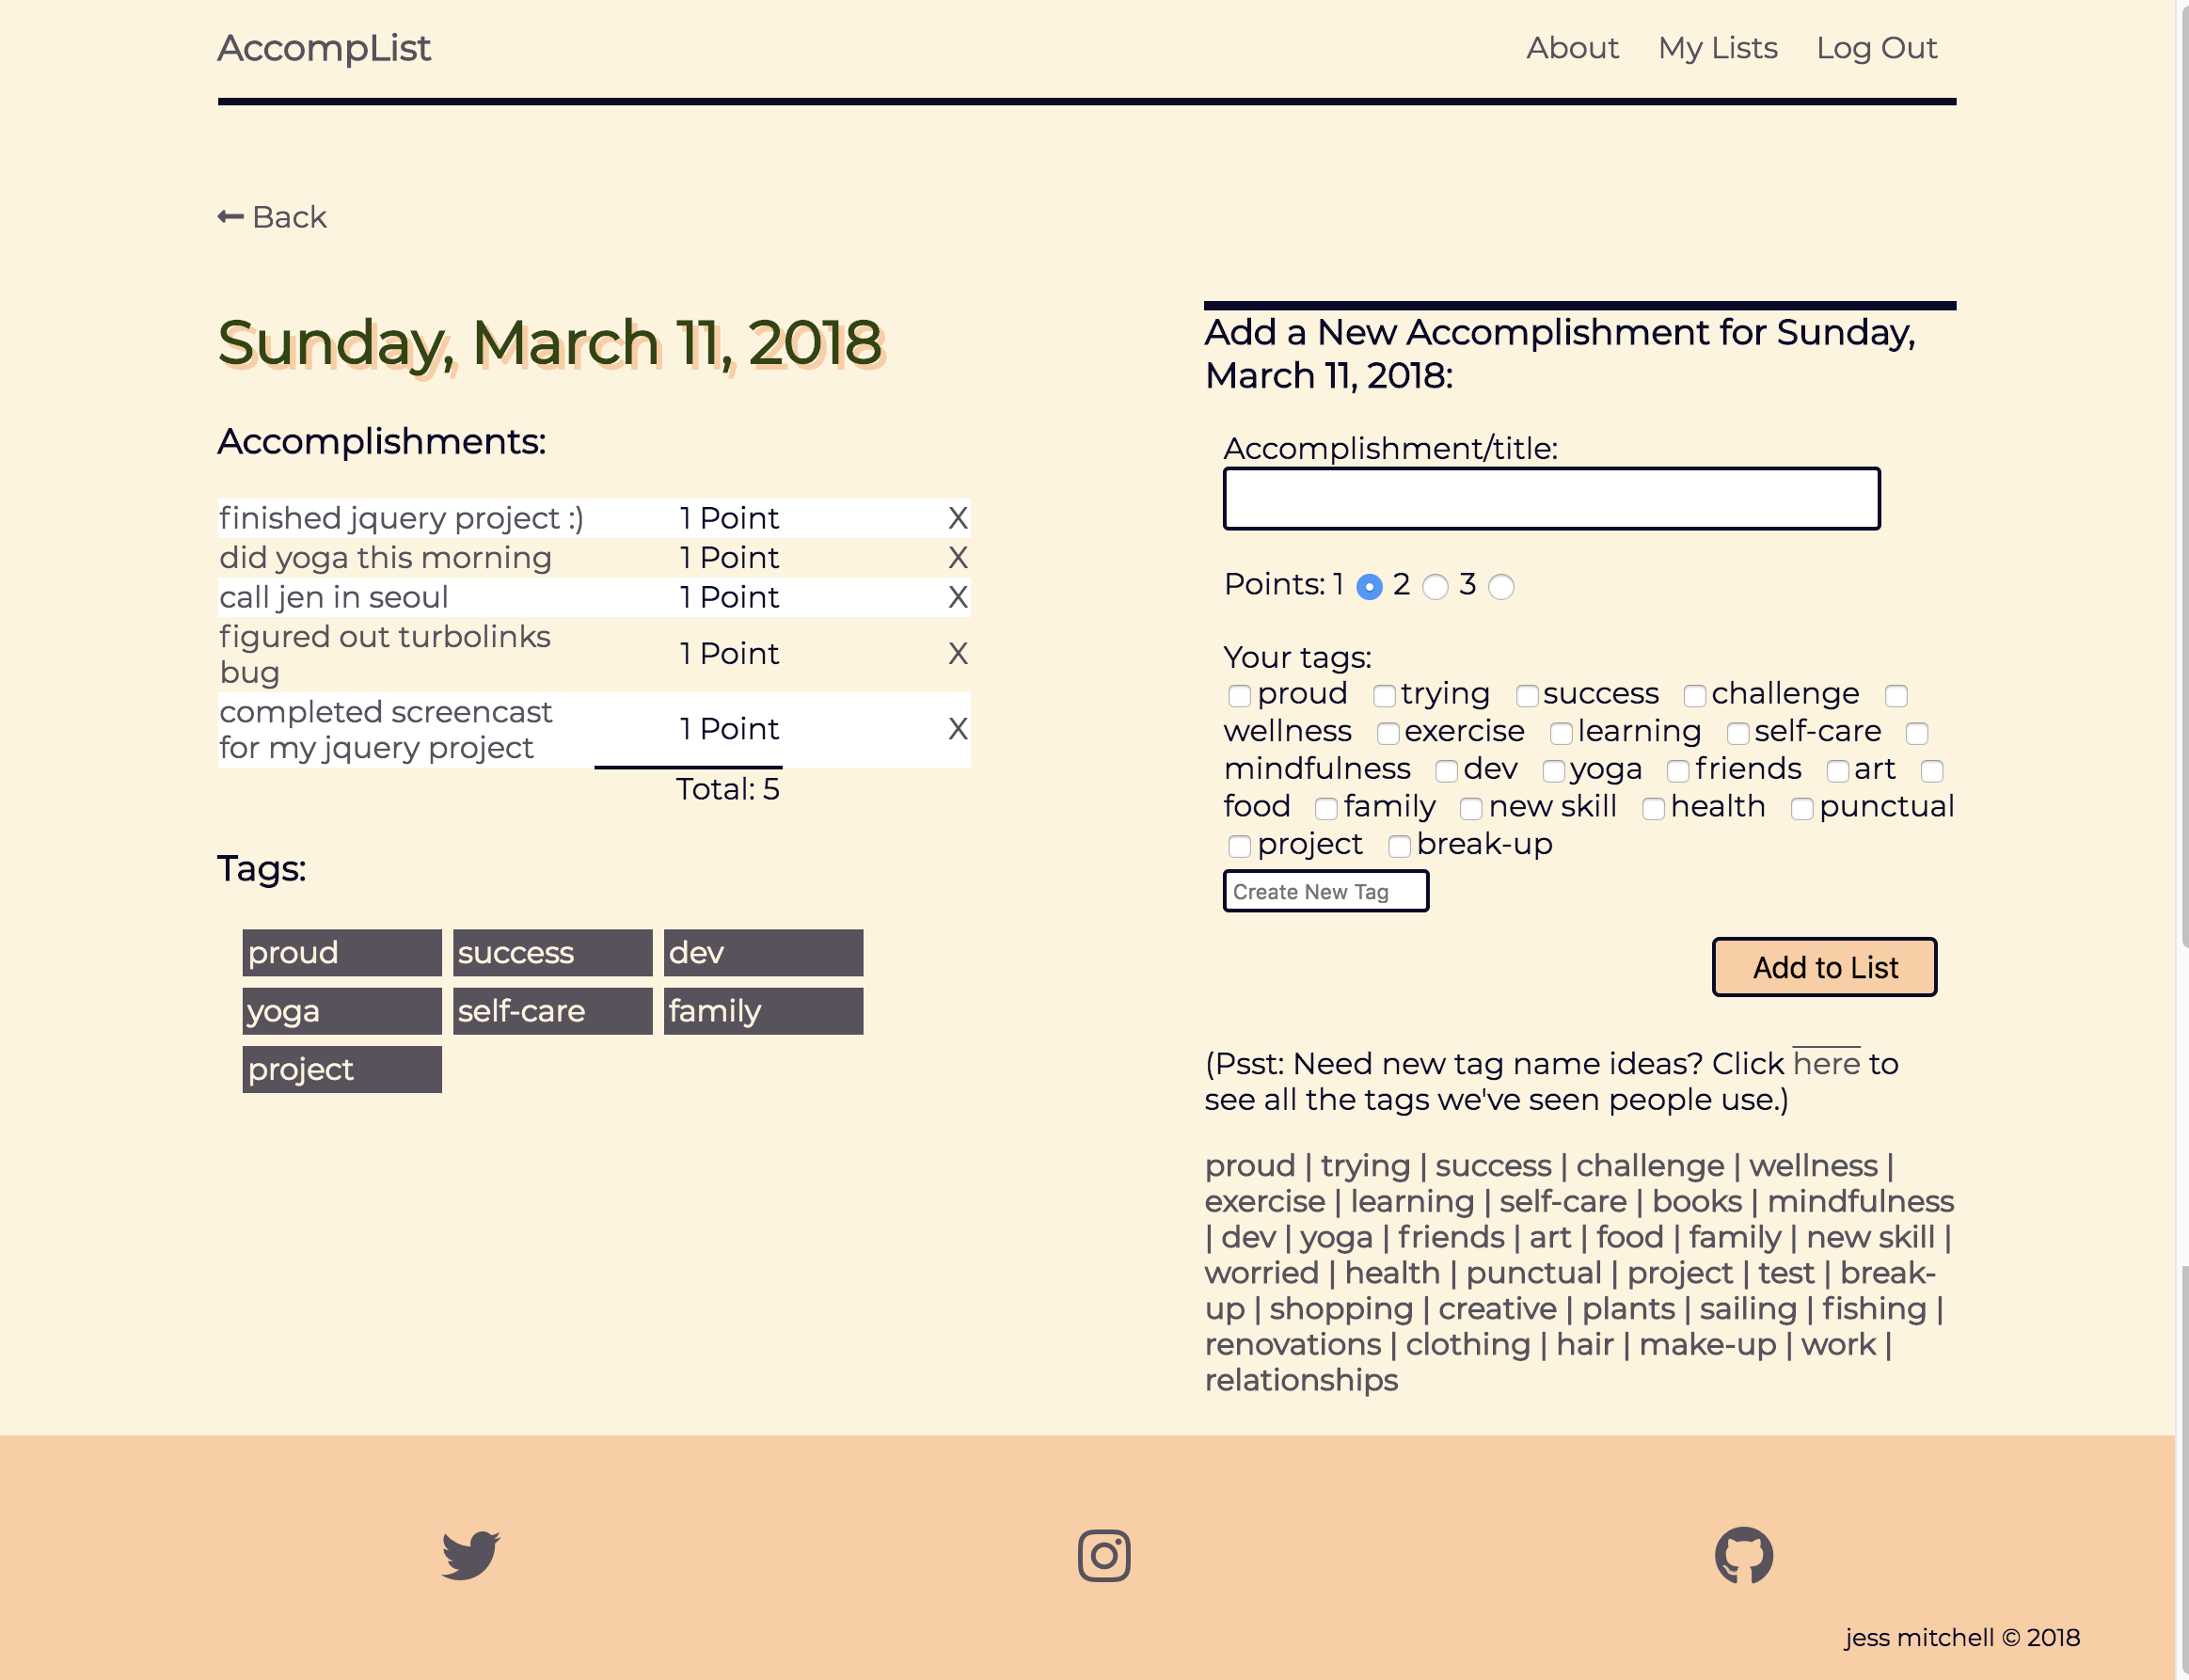 AccompList
About My Lists Log Out
Back
Sunday, March 11, 2018
Accomplishments:
finished jquery project :) 1 Point X
did yoga this morning 1 Point X
call jen in seoul 1 Point X
figured out turbolinks
bug 1 Point X
completed screencast
for my jquery project 1 Point X
Total: 5
Tags:
proud success dev
yoga self-care family
project
Add a New Accomplishment for Sunday,
March 11, 2018:
Accomplishment/title:
Points: 1 2 3
Your tags:
proud trying success challenge
wellness exercise learning self-care
mindfulness dev yoga friends art
food family new skill health punctual
project break-up
Create New Tag
Add to List
(Psst: Need new tag name ideas? Click here to
see all the tags we've seen people use.)
proud | trying | success | challenge | wellness |
exercise | learning | self-care | books | mindfulness
| dev | yoga | friends | art | food | family | new skill |
worried | health | punctual | project | test | break-
up | shopping | creative | plants | sailing | fishing |
renovations | clothing | hair | make-up | work |
relationships
jess mitchell © 2018